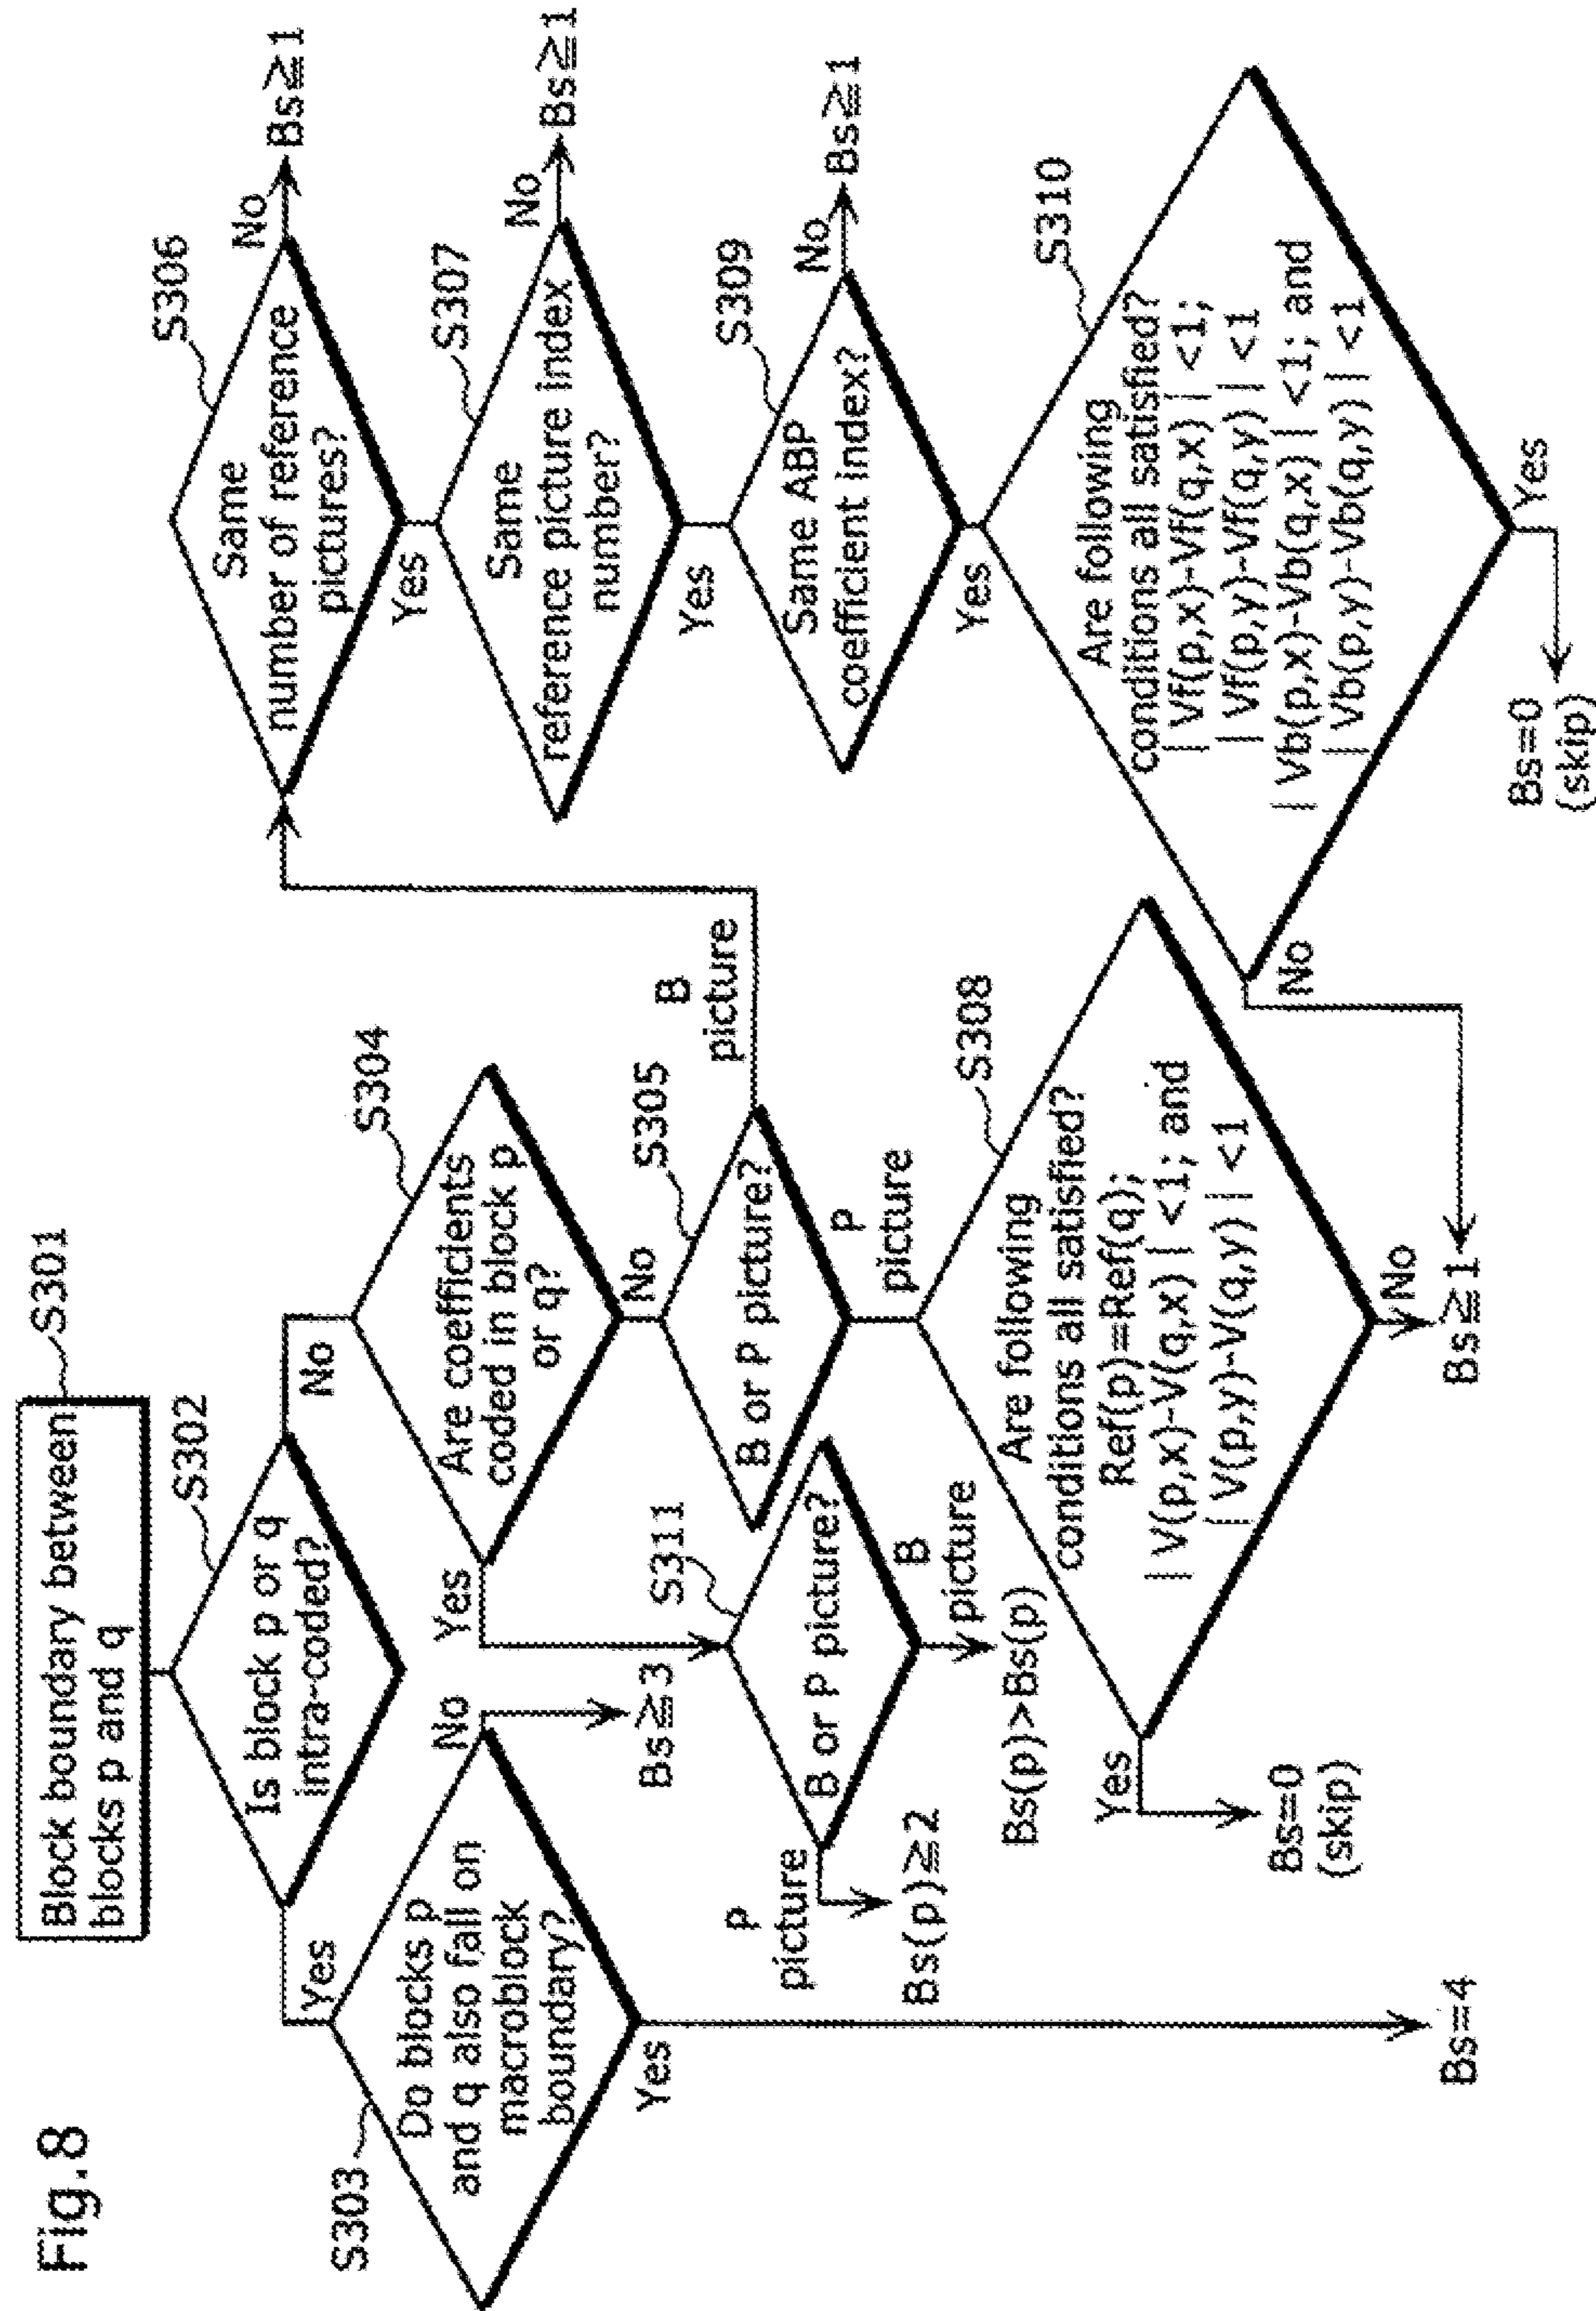 Fig.8
Block boundary between
blocks p and q
S301
Is block p or q
intra-coded?
S302
Yes
No
Do blocks p
and q also fall on
macroblock
boundary?
S303
Yes
No
Bs≧3
Bs=4
Are coefficients
coded in block p
or q?
S304
Yes
No
B or P picture?
S311
P
picture
Bs(p)≧2
B
picture
Bs(p)>Bs(p)
B or P picture?
S305
B
picture
P
picture
Are following
conditions all satisfied?
Ref(p)=Ref(q);
|V(p,x)-V(q,x)|<1; and
|V(p,y)-V(q,y)|<1
S308
Yes
Bs=0
(skip)
No
Bs≧1
Same
number of reference
pictures?
S306
No
Bs≧1
Yes
Same
reference picture index
number?
S307
No
Bs≧1
Yes
Same ABP
coefficient index?
S309
No
Bs≧1
Yes
Are following
conditions all satisfied?
|Vf(p,x)-Vf(q,x)|<1;
|Vf(p,y)-Vf(q,y)|<1
|Vb(p,x)-Vb(q,x)|<1; and
|Vb(p,y)-Vb(q,y)|<1
S310
No
Yes
Bs=0
(skip)